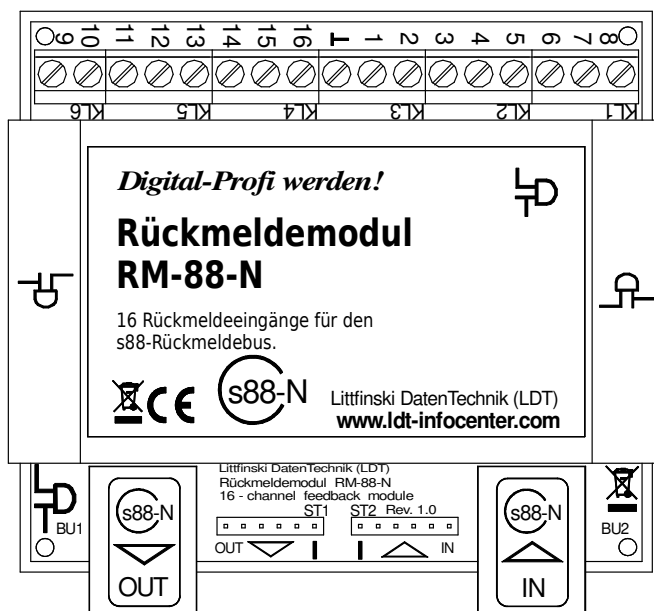 9 10 11 12 13 14 15 16 ⊥ 1 2 3 4 5 6 7 8
KL6 KL5 KL4 KL3 KL2 KL1
Digital-Profi werden!
Rückmeldemodul
RM-88-N
16 Rückmeldeeingänge für den
s88-Rückmeldebus.
CE s88-N
Littfinski DatenTechnik (LDT)
www.ldt-infocenter.com
Littfinski DatenTechnik (LDT)
Rückmeldemodul RM-88-N
16 - channel feedback module
ST1 ST2 Rev. 1.0
OUT IN
BU1
s88-N
OUT
s88-N
IN
BU2